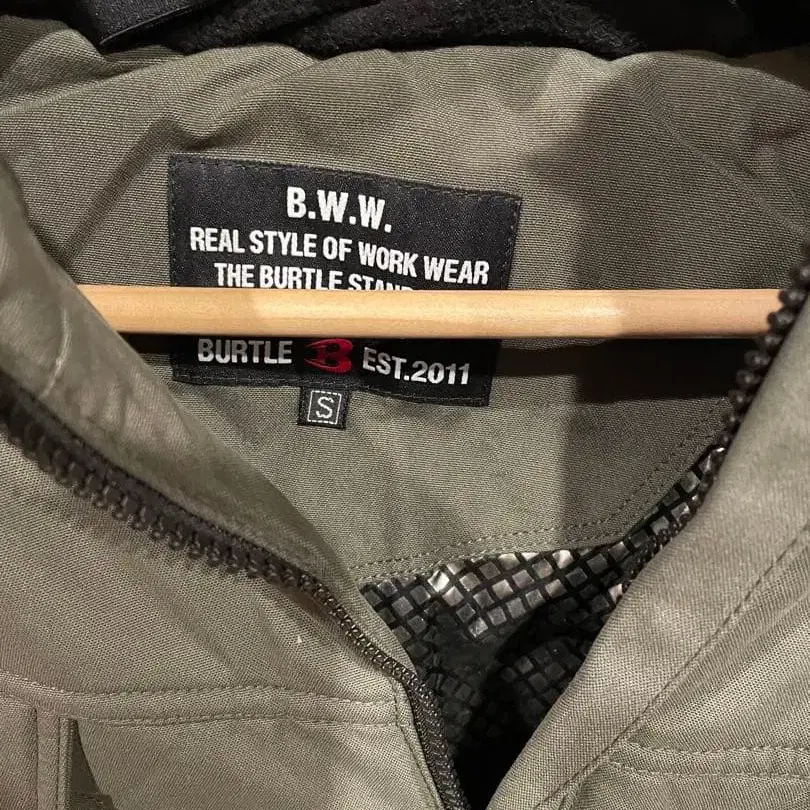 B.W.W.
REAL STYLE OF WORK WEAR
THE BURTLE
BURTLE B EST.2011
S